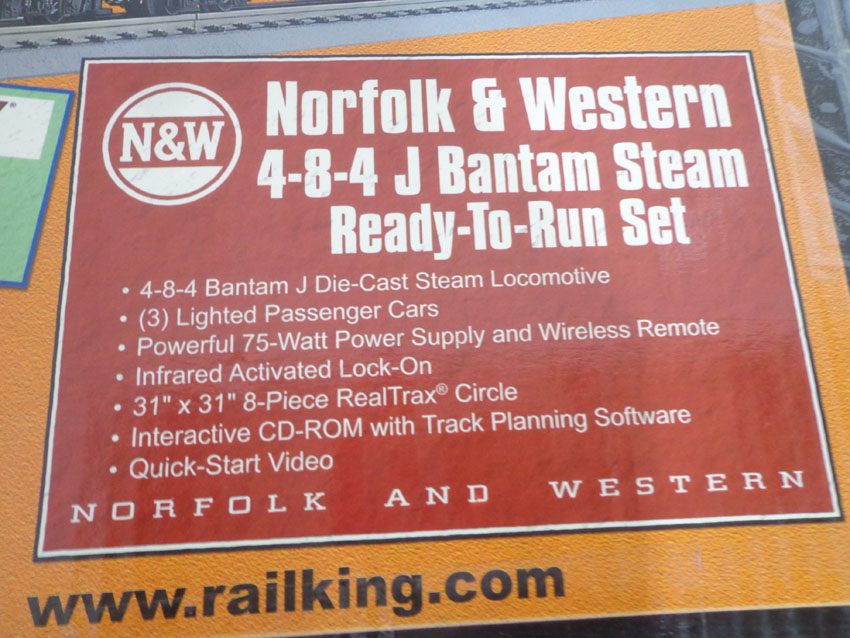 N&W
Norfolk & Western
4-8-4 J Bantam Steam
Ready-To-Run Set
• 4-8-4 Bantam J Die-Cast Steam Locomotive
• (3) Lighted Passenger Cars
• Powerful 75-Watt Power Supply and Wireless Remote
• Infrared Activated Lock-On
• 31" x 31" 8-Piece RealTrax® Circle
• Interactive CD-ROM with Track Planning Software
• Quick-Start Video
NORFOLK AND WESTERN
www.railking.com